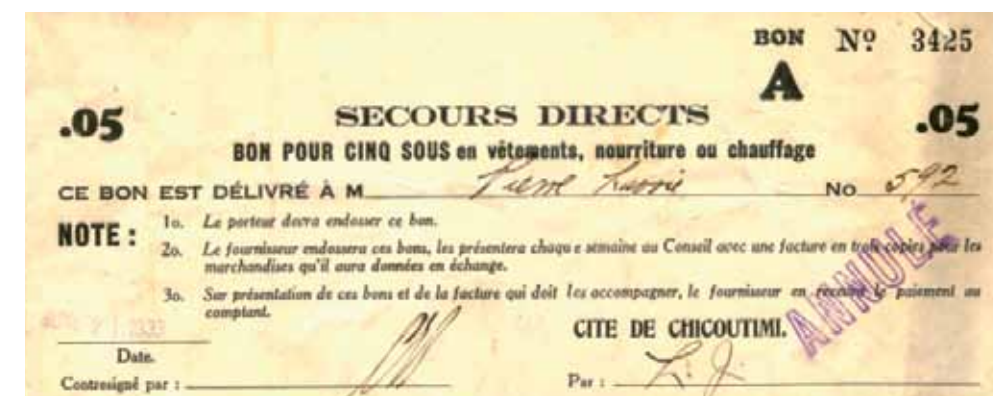 BON Nº 3425
A
.05 SECOURS DIRECTS .05
BON POUR CINQ SOUS en vêtements, nourriture ou chauffage
CE BON EST DÉLIVRÉ À M Pierre Lavoie No 592
NOTE : 1o. Le porteur devra endosser ce bon.
2o. Le fournisseur endossera ces bons, les présentera chaque semaine au Conseil avec une facture en trois copies pour les
marchandises qu'il aura données en échange.
3o. Sur présentation de ces bons et de la facture qui doit les accompagner, le fournisseur en recevra le paiement au
comptant.
ANNULÉ
2 1933
CITE DE CHICOUTIMI.
Date.
Contresigné par :
Par : L. J.